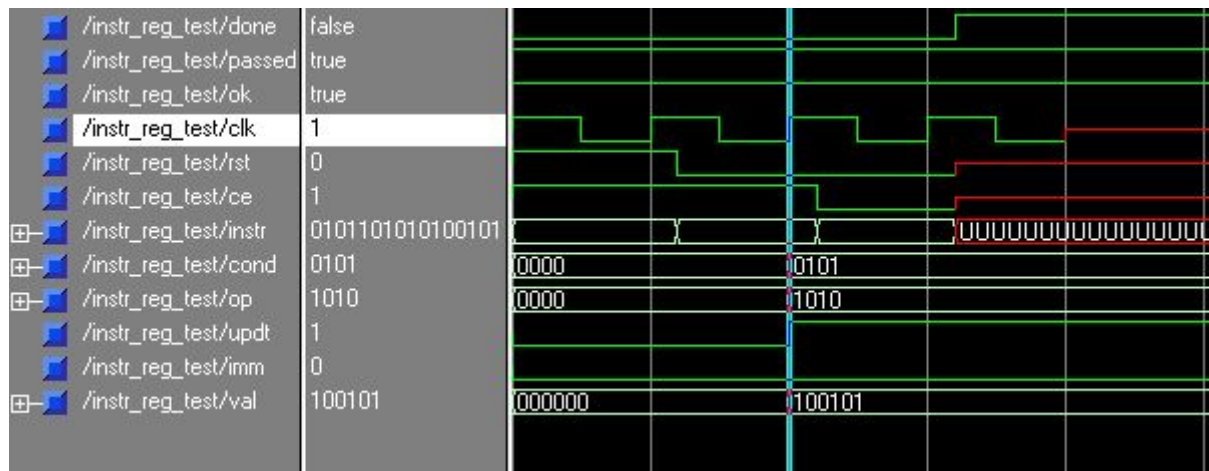 /instr_reg_test/done false
/instr_reg_test/passed true
/instr_reg_test/ok true
/instr_reg_test/clk 1
/instr_reg_test/rst 0
/instr_reg_test/ce 1
/instr_reg_test/instr 0101101010100101 UUUUUUUUUUUUUUUU
/instr_reg_test/cond 0101 0000 0101
/instr_reg_test/op 1010 0000 1010
/instr_reg_test/updt 1
/instr_reg_test/imm 0
/instr_reg_test/val 100101 000000 100101